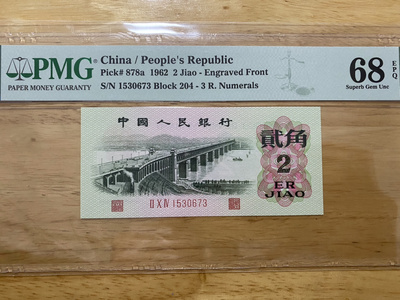 PMG
PAPER MONEY GUARANTY
China / People's Republic
Pick# 878a 1962 2 Jiao - Engraved Front
S/N 1530673 Block 204 - 3 R. Numerals
68 EPQ
Superb Gem Unc
中國人民銀行
貳角
2
ER
JIAO
II X IV 1530673